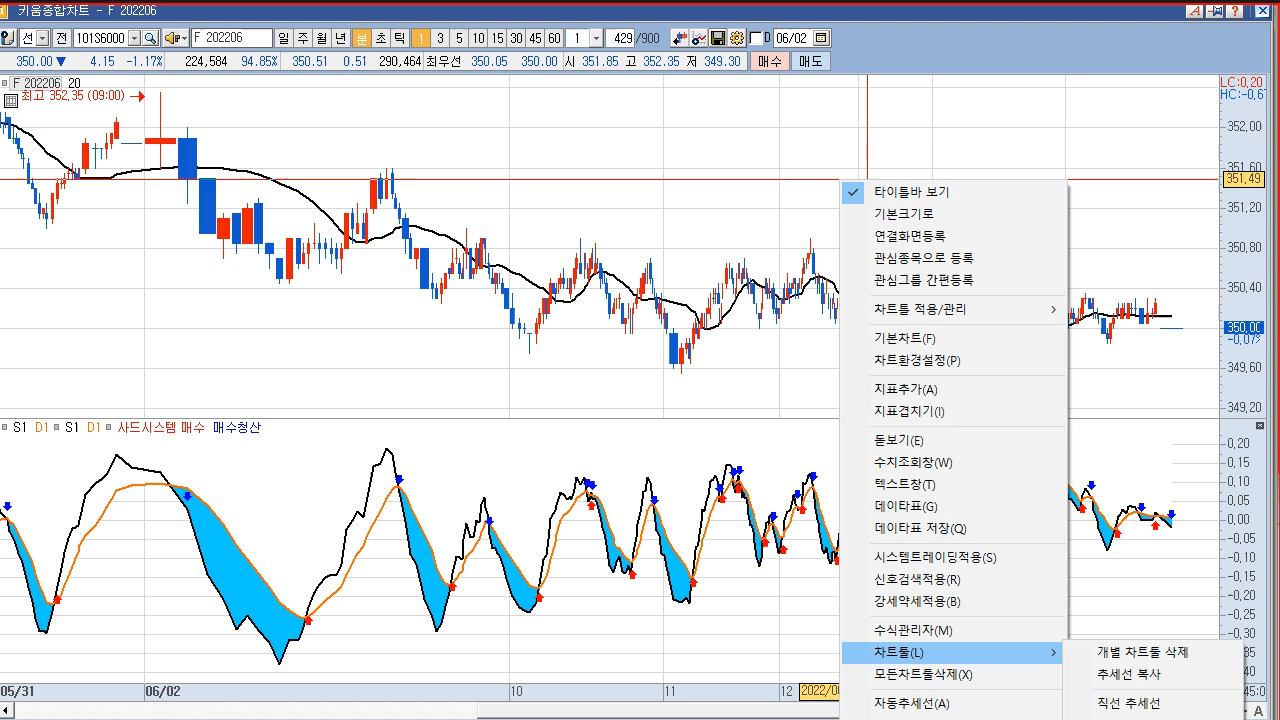 키움종합차트 - F 202206
선 전 101S6000 F 202206 일 주 월 년 분 초 틱 1 3 5 10 15 30 45 60 1 429 /900 D 06/02
350.00 ▼ 4.15 -1.17% 224,584 94.85% 350.51 0.51 290,464 최우선 350.05 350.00 시 351.85 고 352.35 저 349.30 매수 매도
F 202206 20
최고 352,35 (09:00)
LC:0,20
HC:-0,6
352,00
351,60
351,49
351,20
350,80
350,40
350,00
-0,07%
349,60
349,20
타이틀바 보기
기본크기로
연결화면등록
관심종목으로 등록
관심그룹 간편등록
차트틀 적용/관리
기본차트(F)
차트환경설정(P)
지표추가(A)
지표겹치기(I)
돋보기(E)
수치조회창(W)
텍스트창(T)
데이타표(G)
데이타표 저장(Q)
시스템트레이딩적용(S)
신호검색적용(R)
강세약세적용(B)
수식관리자(M)
차트툴(L)
모든차트툴삭제(X)
자동추세선(A)
개별 차트툴 삭제
추세선 복사
직선 추세선
S1 D1 S1 D1 사드시스템 매수 매수청산
0,20
0,15
0,10
0,05
0,00
-0,05
-0,10
-0,15
-0,20
-0,25
-0,30
05/31 06/02 10 11 12 2022/0
A